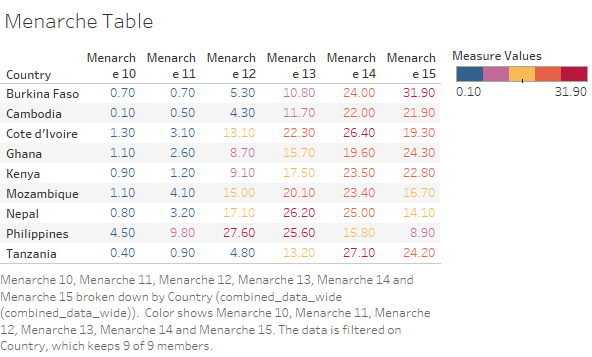 Menarche Table
Country Menarch e 10 Menarch e 11 Menarch e 12 Menarch e 13 Menarch e 14 Menarch e 15
Burkina Faso 0.70 0.70 5.30 10.80 24.00 31.90
Cambodia 0.10 0.50 4.30 11.70 22.00 21.90
Cote d'Ivoire 1.30 3.10 13.10 22.30 26.40 19.30
Ghana 1.10 2.60 8.70 15.70 19.60 24.30
Kenya 0.90 1.20 9.10 17.50 23.50 22.80
Mozambique 1.10 4.10 15.00 20.10 23.40 16.70
Nepal 0.80 3.20 17.10 26.20 25.00 14.10
Philippines 4.50 9.80 27.60 25.60 15.80 8.90
Tanzania 0.40 0.90 4.80 13.20 27.10 24.20
Measure Values
0.10 31.90
Menarche 10, Menarche 11, Menarche 12, Menarche 13, Menarche 14 and
Menarche 15 broken down by Country (combined_data_wide
(combined_data_wide)). Color shows Menarche 10, Menarche 11, Menarche
12, Menarche 13, Menarche 14 and Menarche 15. The data is filtered on
Country, which keeps 9 of 9 members.